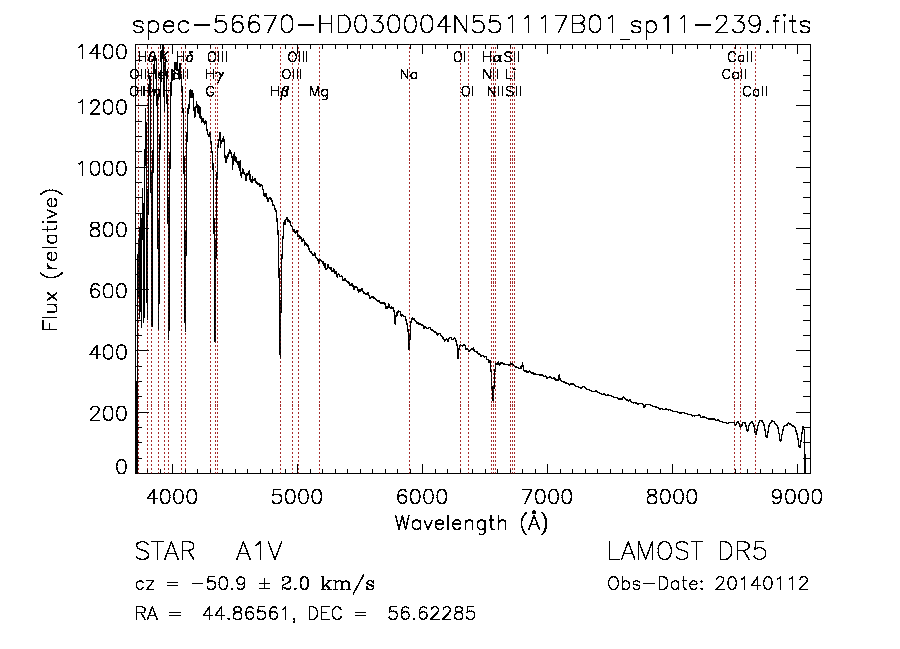 spec-56670-HD030004N551117B01_sp11-239.fits
Hδ OIII OIII OI Hα SII CaII
Hγ OIII Na NII Li CaII
G Hβ Mg OI NII SII CaII
1400
1200
1000
800
600
400
200
0
Flux (relative)
4000 5000 6000 7000 8000 9000
Wavelength (Å)
STAR A1V LAMOST DR5
cz = -50.9 ± 2.0 km/s Obs-Date: 20140112
RA = 44.86561, DEC = 56.62285